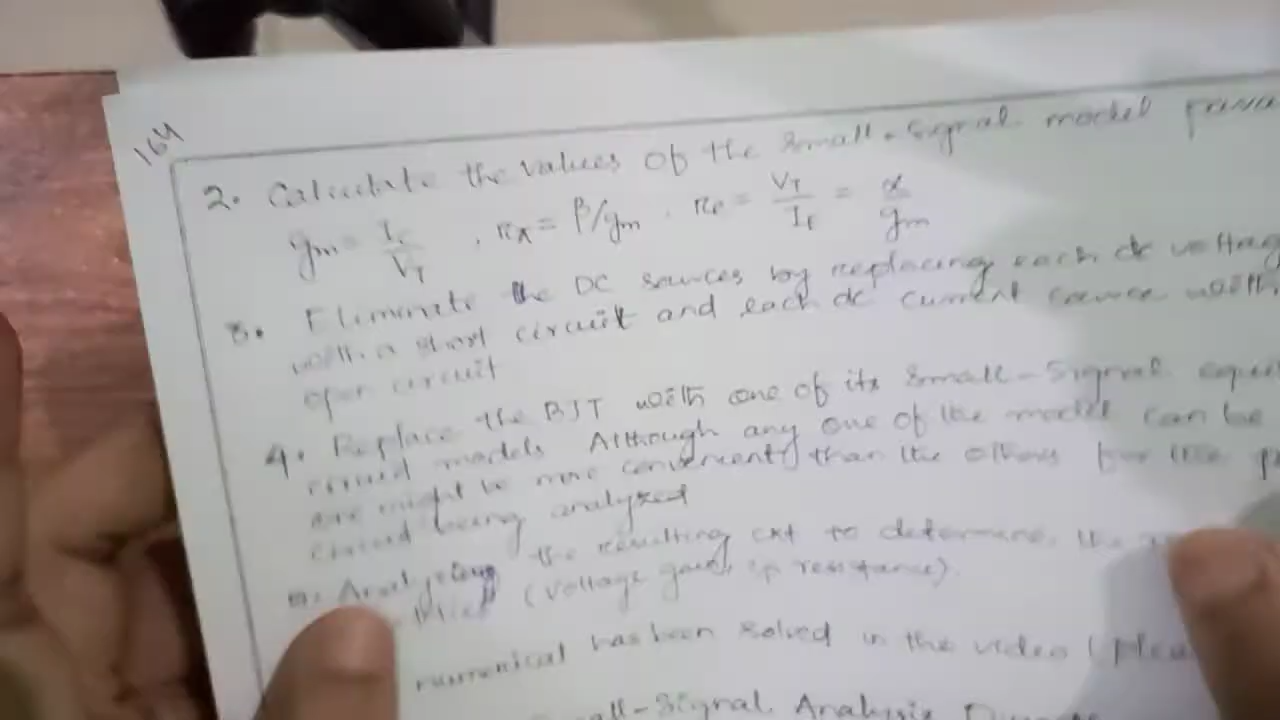 164
2. Calculate the values of the small-signal model
gm = Ic/VT , rπ = β/gm , re = VT/IE = α/gm
3. Eliminate the DC sources by replacing each dc voltag
with a short circuit and each dc current source with
open circuit
4. Replace the BJT with one of its small-signal equi
circuit models Although any one of the model can be
one might be more convenient than the others for the
circuit being analyzed
Analyzing the resulting ckt to determine the
(voltage gain i/p resistance).
numerical has been solved in the video (plea
Small-Signal Analysis